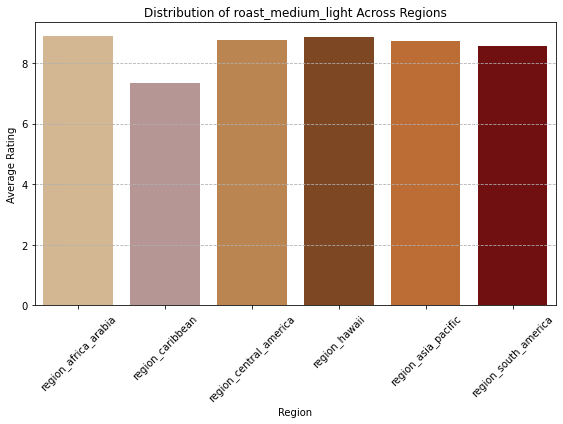 Distribution of roast_medium_light Across Regions
Average Rating
8
6
4
2
0
region_africa_arabia
region_caribbean
region_central_america
region_hawaii
region_asia_pacific
region_south_america
Region